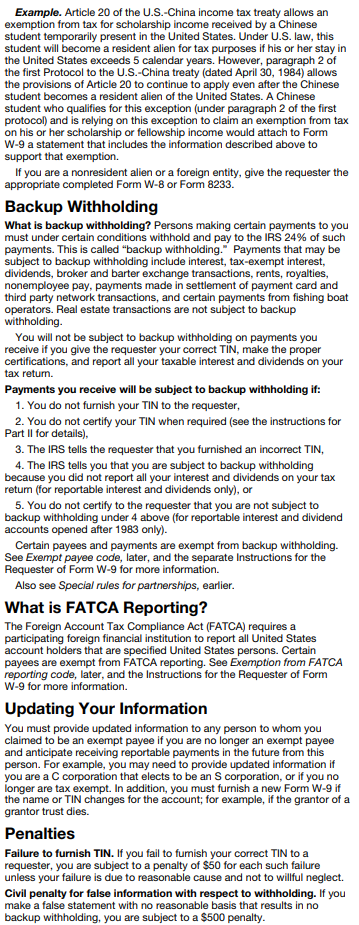 Example. Article 20 of the U.S.-China income tax treaty allows an
exemption from tax for scholarship income received by a Chinese
student temporarily present in the United States. Under U.S. law, this
student will become a resident alien for tax purposes if his or her stay in
the United States exceeds 5 calendar years. However, paragraph 2 of
the first Protocol to the U.S.-China treaty (dated April 30, 1984) allows
the provisions of Article 20 to continue to apply even after the Chinese
student becomes a resident alien of the United States. A Chinese
student who qualifies for this exception (under paragraph 2 of the first
protocol) and is relying on this exception to claim an exemption from tax
on his or her scholarship or fellowship income would attach to Form
W-9 a statement that includes the information described above to
support that exemption.
If you are a nonresident alien or a foreign entity, give the requester the
appropriate completed Form W-8 or Form 8233.
Backup Withholding
What is backup withholding? Persons making certain payments to you
must under certain conditions withhold and pay to the IRS 24% of such
payments. This is called “backup withholding.” Payments that may be
subject to backup withholding include interest, tax-exempt interest,
dividends, broker and barter exchange transactions, rents, royalties,
nonemployee pay, payments made in settlement of payment card and
third party network transactions, and certain payments from fishing boat
operators. Real estate transactions are not subject to backup
withholding.
You will not be subject to backup withholding on payments you
receive if you give the requester your correct TIN, make the proper
certifications, and report all your taxable interest and dividends on your
tax return.
Payments you receive will be subject to backup withholding if:
1. You do not furnish your TIN to the requester,
2. You do not certify your TIN when required (see the instructions for
Part II for details),
3. The IRS tells the requester that you furnished an incorrect TIN,
4. The IRS tells you that you are subject to backup withholding
because you did not report all your interest and dividends on your tax
return (for reportable interest and dividends only), or
5. You do not certify to the requester that you are not subject to
backup withholding under 4 above (for reportable interest and dividend
accounts opened after 1983 only).
Certain payees and payments are exempt from backup withholding.
See Exempt payee code, later, and the separate Instructions for the
Requester of Form W-9 for more information.
Also see Special rules for partnerships, earlier.
What is FATCA Reporting?
The Foreign Account Tax Compliance Act (FATCA) requires a
participating foreign financial institution to report all United States
account holders that are specified United States persons. Certain
payees are exempt from FATCA reporting. See Exemption from FATCA
reporting code, later, and the Instructions for the Requester of Form
W-9 for more information.
Updating Your Information
You must provide updated information to any person to whom you
claimed to be an exempt payee if you are no longer an exempt payee
and anticipate receiving reportable payments in the future from this
person. For example, you may need to provide updated information if
you are a C corporation that elects to be an S corporation, or if you no
longer are tax exempt. In addition, you must furnish a new Form W-9 if
the name or TIN changes for the account; for example, if the grantor of a
grantor trust dies.
Penalties
Failure to furnish TIN. If you fail to furnish your correct TIN to a
requester, you are subject to a penalty of $50 for each such failure
unless your failure is due to reasonable cause and not to willful neglect.
Civil penalty for false information with respect to withholding. If you
make a false statement with no reasonable basis that results in no
backup withholding, you are subject to a $500 penalty.